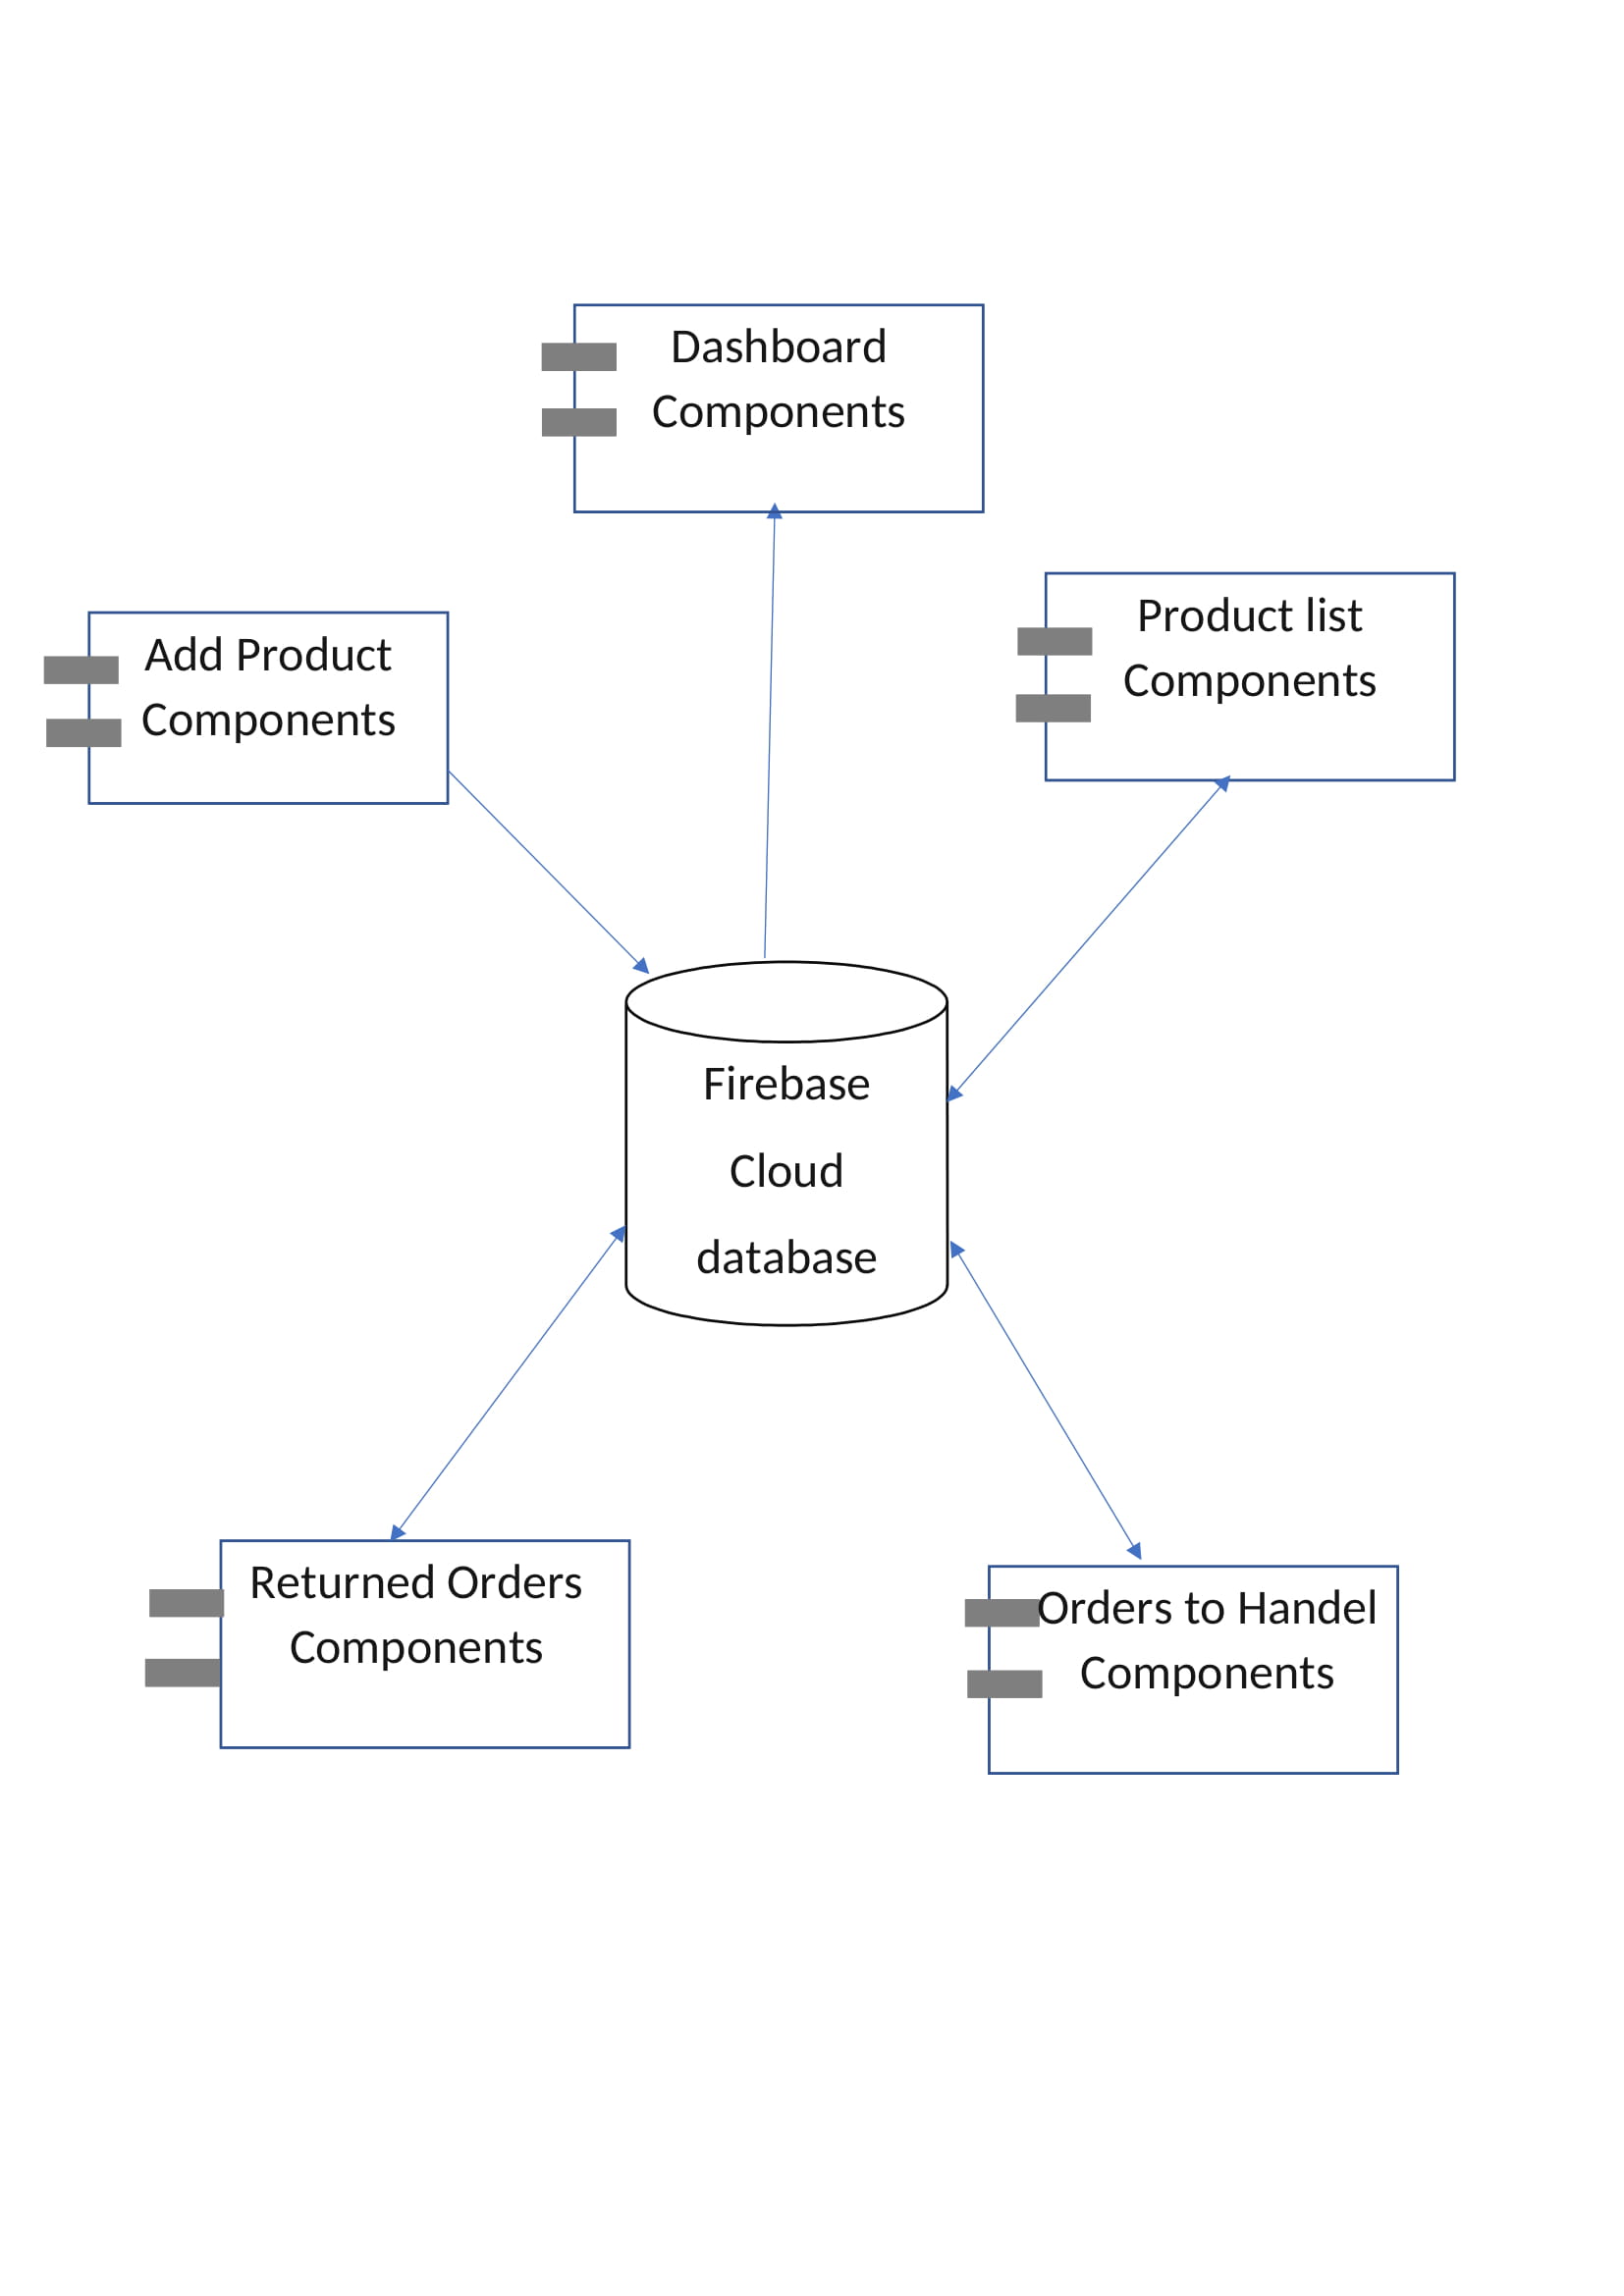 Dashboard
Components
Product list
Components
Add Product
Components
Firebase
Cloud
database
Returned Orders
Components
Orders to Handel
Components